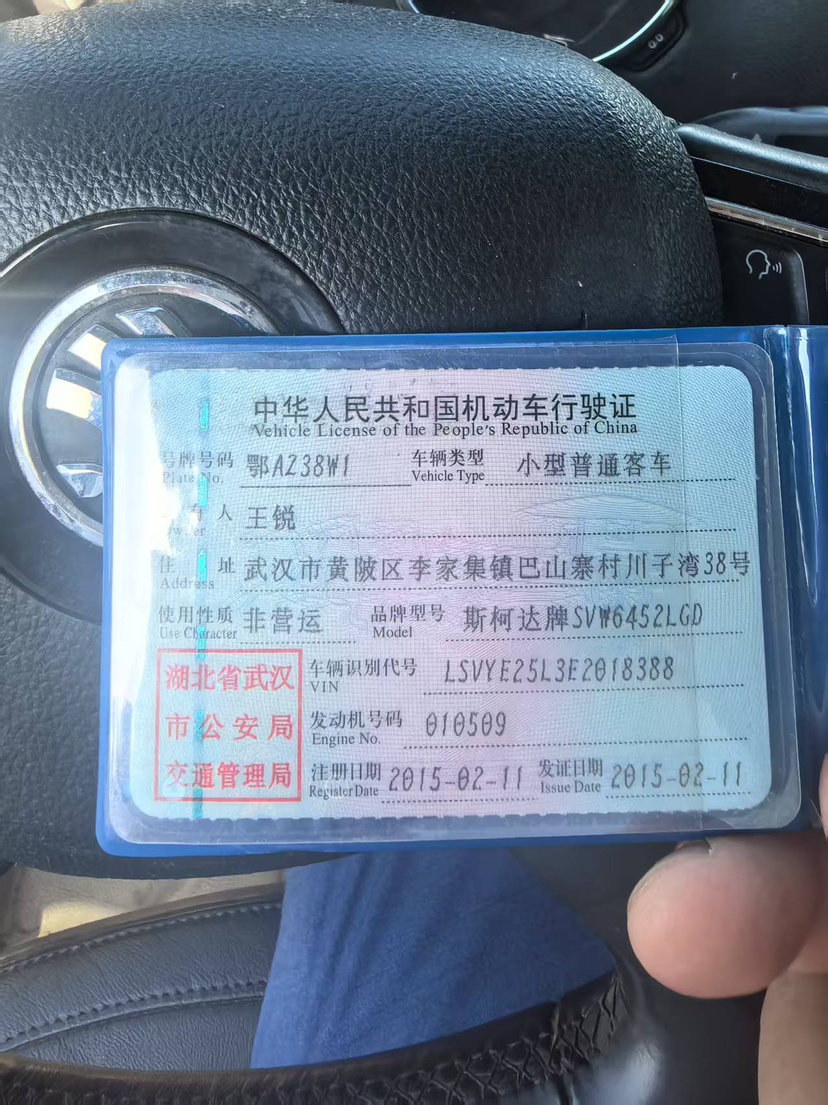 中华人民共和国机动车行驶证
Vehicle License of the People's Republic of China
号牌号码 鄂AZ38W1 车辆类型 小型普通客车
Plate No. Vehicle Type
人 王锐
住址 武汉市黄陂区李家集镇巴山寨村川子湾38号
Address
使用性质 非营运 品牌型号 斯柯达牌SVW6452LGD
Use Character Model
湖北省武汉
市公安局
交通管理局
车辆识别代号 LSVYE25L3E2018388
VIN
发动机号码 010509
Engine No.
注册日期 2015-02-11 发证日期 2015-02-11
Register Date Issue Date